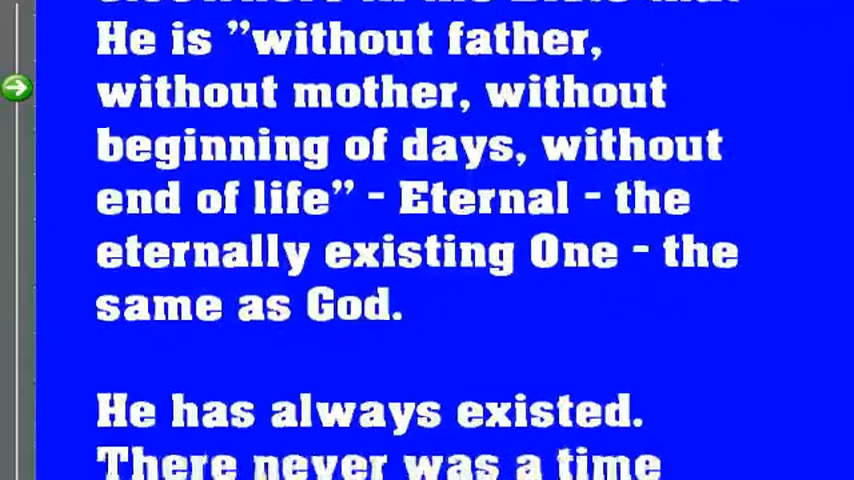 He is ”without father,
without mother, without
beginning of days, without
end of life” - Eternal - the
eternally existing One - the
same as God.
He has always existed.
There never was a time